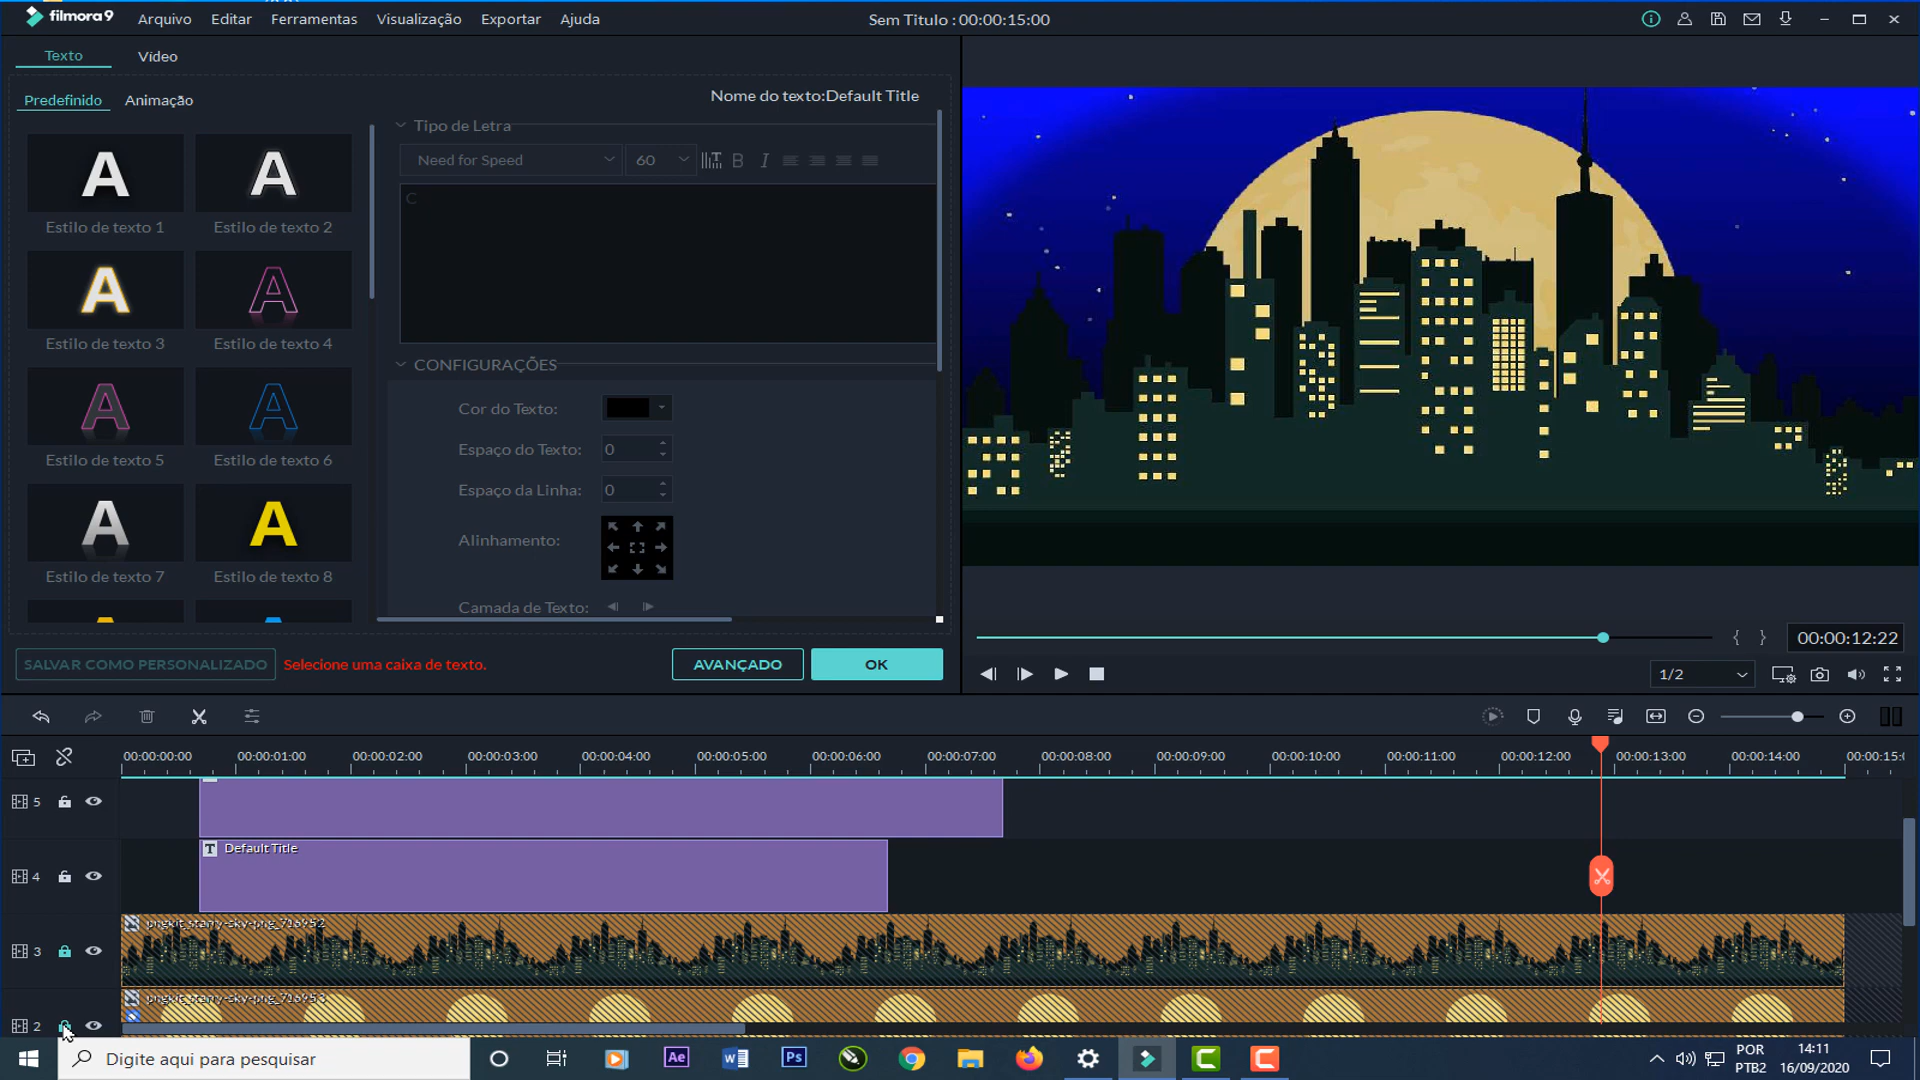 filmora9
Arquivo Editar Ferramentas Visualização Exportar Ajuda
Sem Titulo : 00:00:15:00
Texto Vídeo
Predefinido Animação
Nome do texto:Default Title
Tipo de Letra
Need for Speed 60
C
Estilo de texto 1 Estilo de texto 2
Estilo de texto 3 Estilo de texto 4
Estilo de texto 5 Estilo de texto 6
Estilo de texto 7 Estilo de texto 8
CONFIGURAÇÕES
Cor do Texto:
Espaço do Texto: 0
Espaço da Linha: 0
Alinhamento:
Camada de Texto:
SALVAR COMO PERSONALIZADO Selecione uma caixa de texto. AVANÇADO OK
00:00:12:22
1/2
00:00:00:00 00:00:01:00 00:00:02:00 00:00:03:00 00:00:04:00 00:00:05:00 00:00:06:00 00:00:07:00 00:00:08:00 00:00:09:00 00:00:10:00 00:00:11:00 00:00:12:00 00:00:13:00 00:00:14:00 00:00:15:
5
4 Default Title
3 pngkit_starry-sky-png_716952
2 pngkit_starry-sky-png_716953
Digite aqui para pesquisar
Ae Ps
POR 14:11
PTB2 16/09/2020